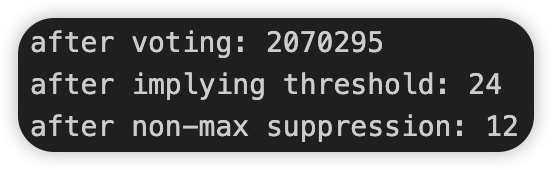 after voting: 2070295
after implying threshold: 24
after non-max suppression: 12